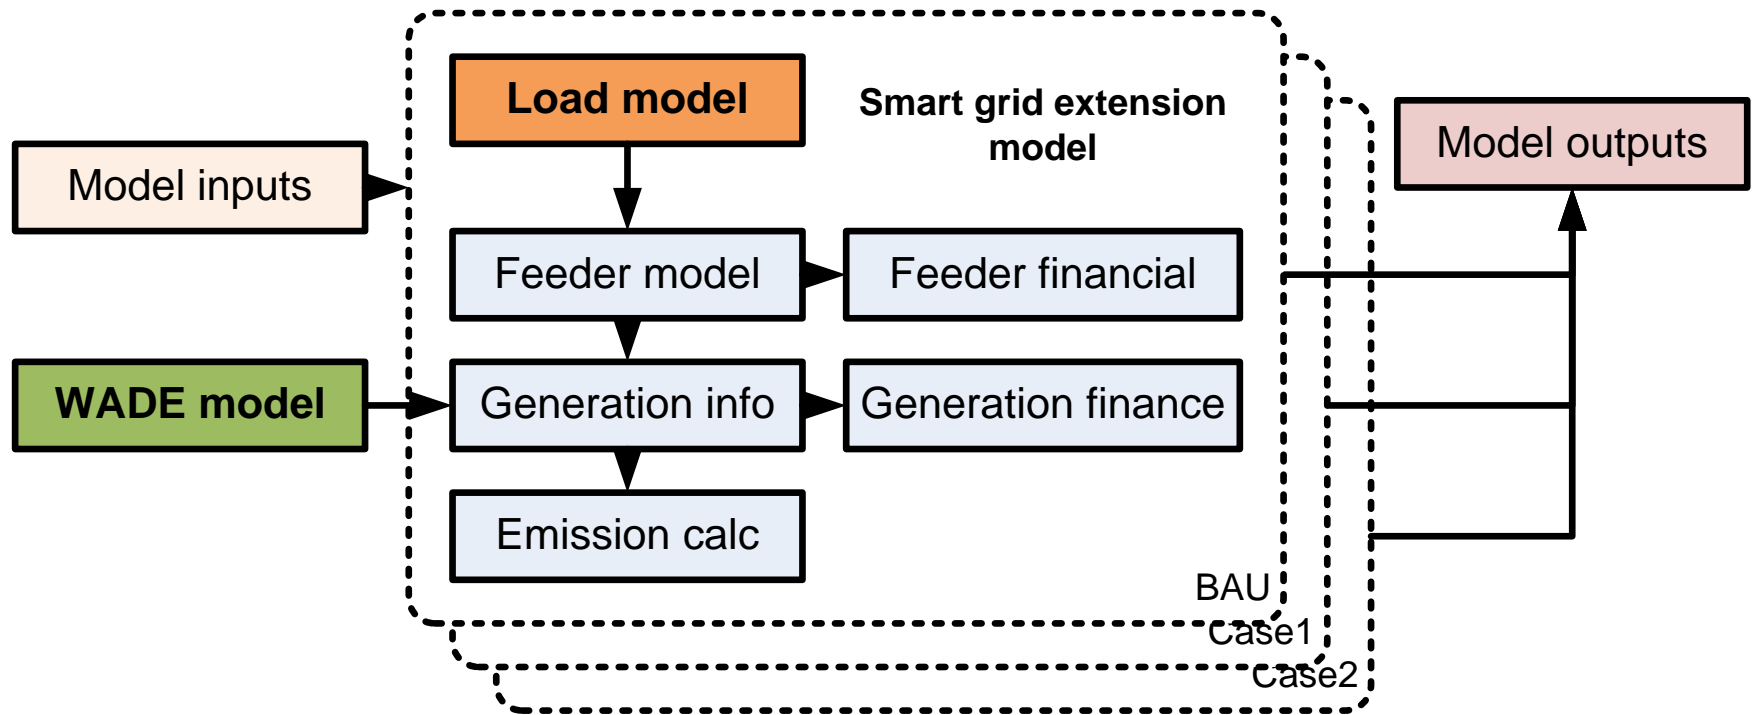 Load model
Smart grid extension
model
Model outputs
Model inputs
Feeder model
Feeder financial
WADE model
Generation info
Generation finance
Emission calc
BAU
Case1
Case2